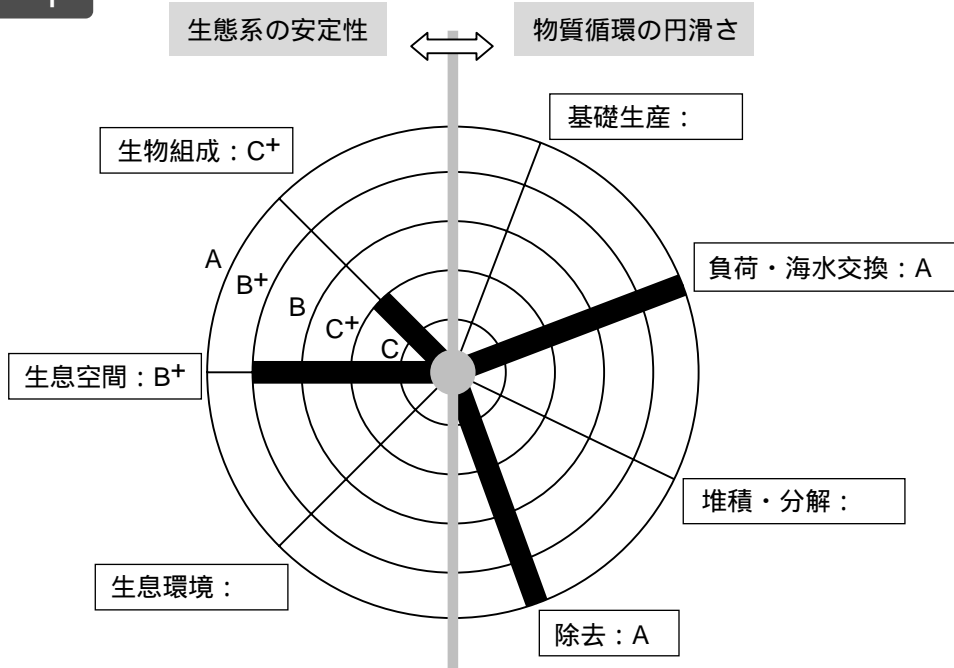 生態系の安定性
物質循環の円滑さ
基礎生産：
生物組成：C+
負荷・海水交換：A
A
B+
B
C+
C
生息空間：B+
堆積・分解：
生息環境：
除去：A